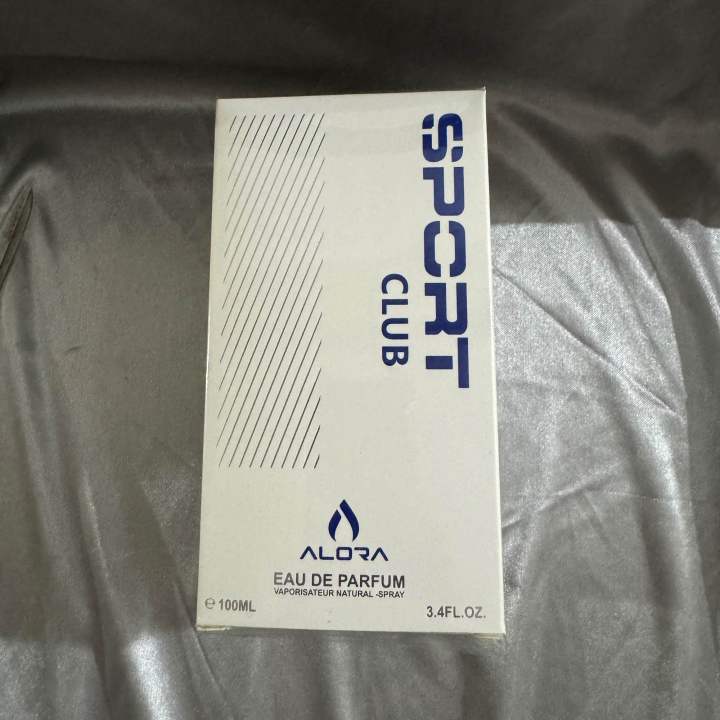 SPORT
CLUB
ALORA
EAU DE PARFUM
VAPORISATEUR NATURAL -SPRAY
℮ 100ML
3.4FL.OZ.